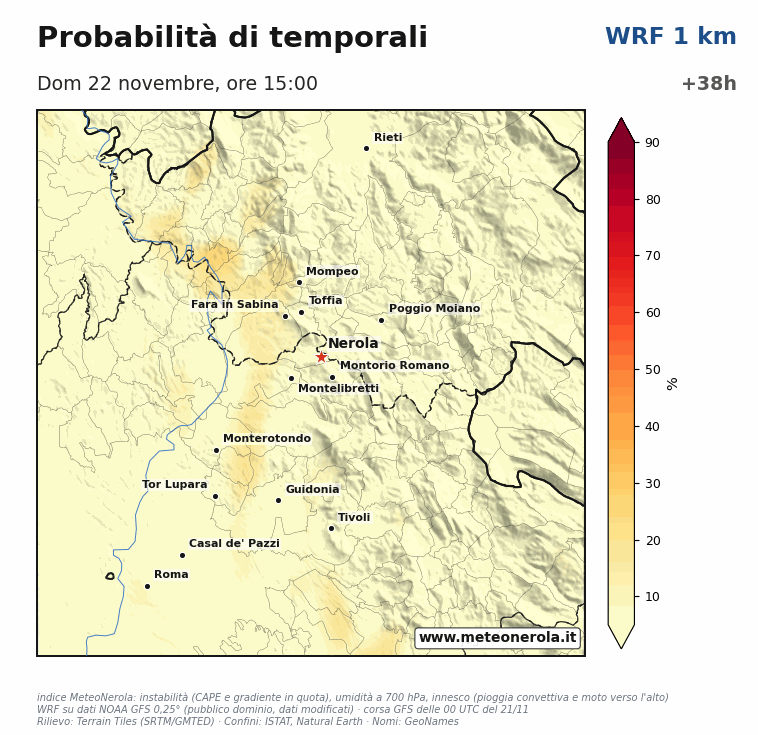 Probabilità di temporali
WRF 1 km
Dom 22 novembre, ore 15:00
+38h
Rieti
Mompeo
Fara in Sabina
Toffia
Poggio Moiano
Nerola
Montorio Romano
Montelibretti
Monterotondo
Tor Lupara
Guidonia
Tivoli
Casal de' Pazzi
Roma
www.meteonerola.it
90
80
70
60
50
40
30
20
10
%
indice MeteoNerola: instabilità (CAPE e gradiente in quota), umidità a 700 hPa, innesco (pioggia convettiva e moto verso l'alto)
WRF su dati NOAA GFS 0,25° (pubblico dominio, dati modificati) · corsa GFS delle 00 UTC del 21/11
Rilievo: Terrain Tiles (SRTM/GMTED) · Confini: ISTAT, Natural Earth · Nomi: GeoNames